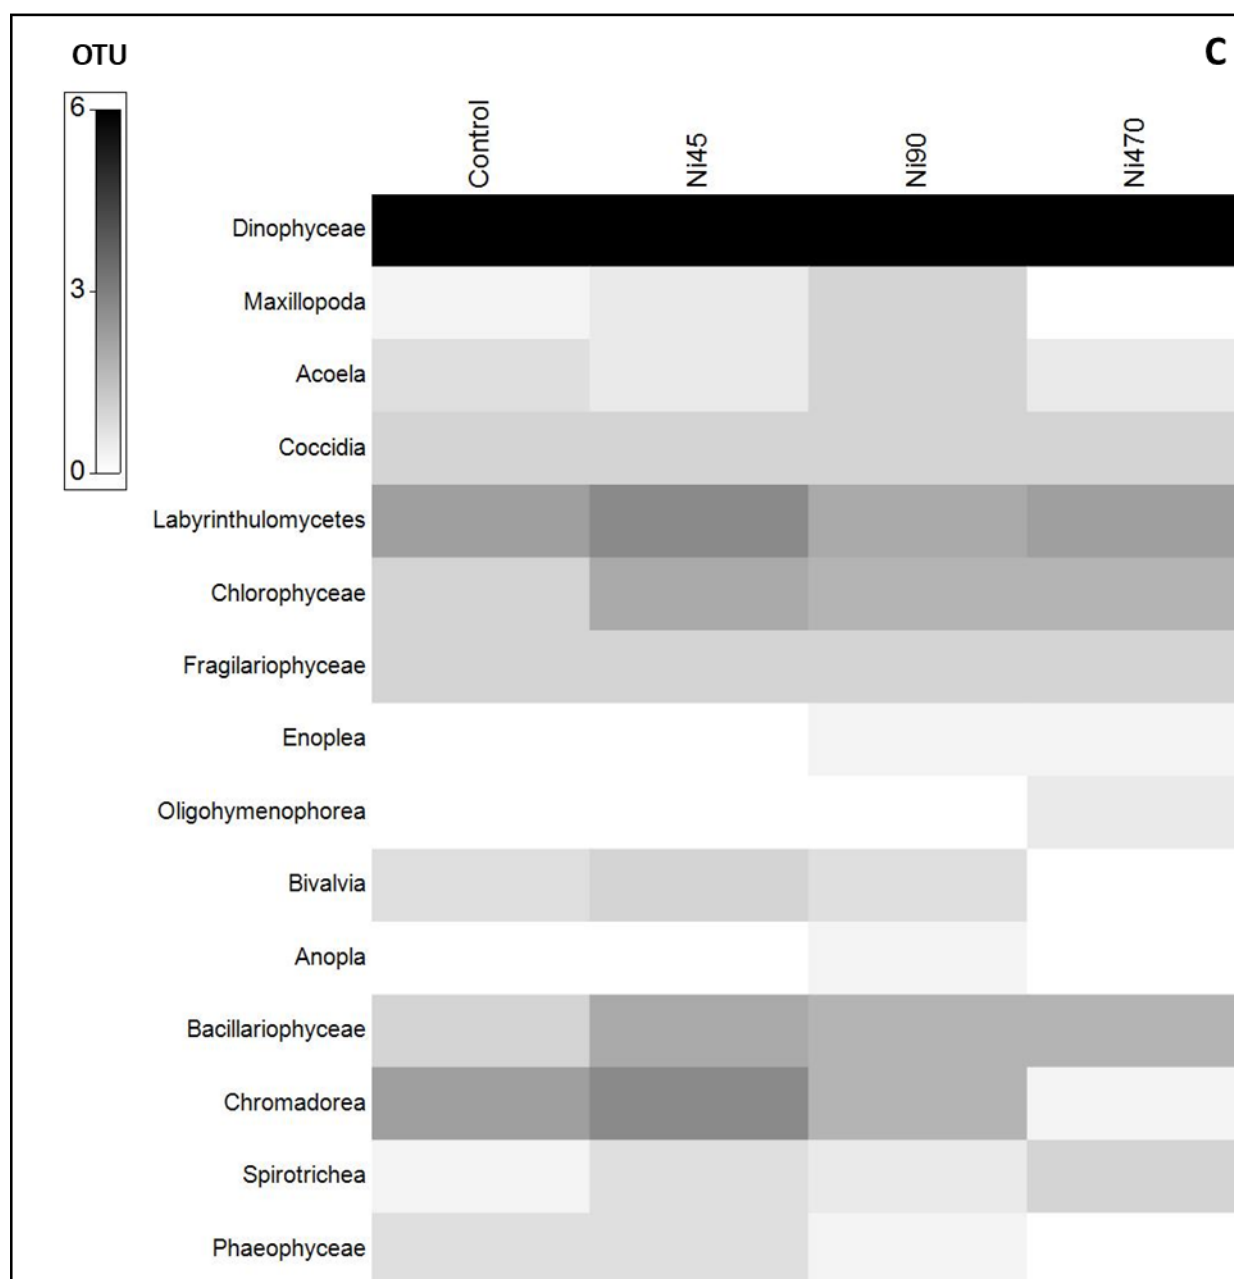 OTU
C
6
3
0
Control
Ni45
Ni90
Ni470
Dinophyceae
Maxillopoda
Acoela
Coccidia
Labyrinthulomycetes
Chlorophyceae
Fragilariophyceae
Enoplea
Oligohymenophorea
Bivalvia
Anopla
Bacillariophyceae
Chromadorea
Spirotrichea
Phaeophyceae